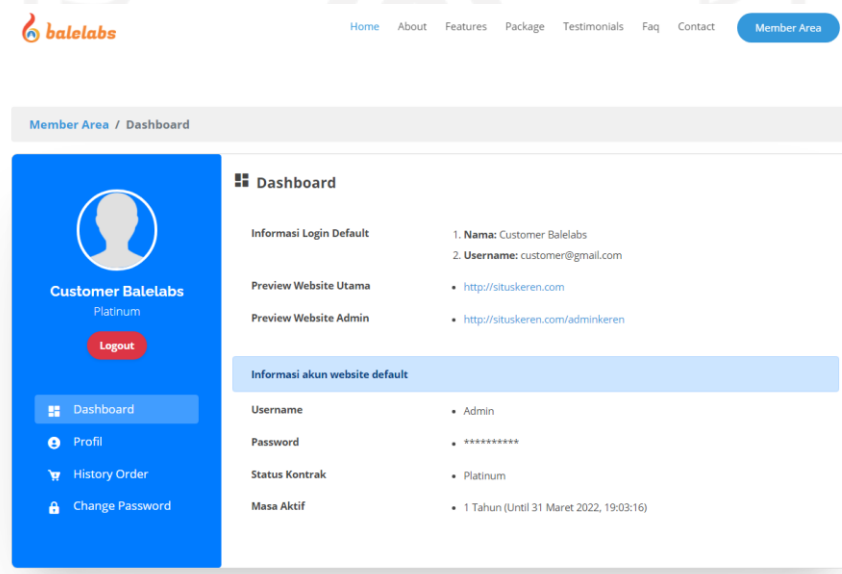 balelabs
Home About Features Package Testimonials Faq Contact Member Area
Member Area / Dashboard
Customer Balelabs
Platinum
Logout
Dashboard
Profil
History Order
Change Password
Dashboard
Informasi Login Default 1. Nama: Customer Balelabs
2. Username: customer@gmail.com
Preview Website Utama • http://situskeren.com
Preview Website Admin • http://situskeren.com/adminkeren
Informasi akun website default
Username • Admin
Password • **********
Status Kontrak • Platinum
Masa Aktif • 1 Tahun (Until 31 Maret 2022, 19:03:16)